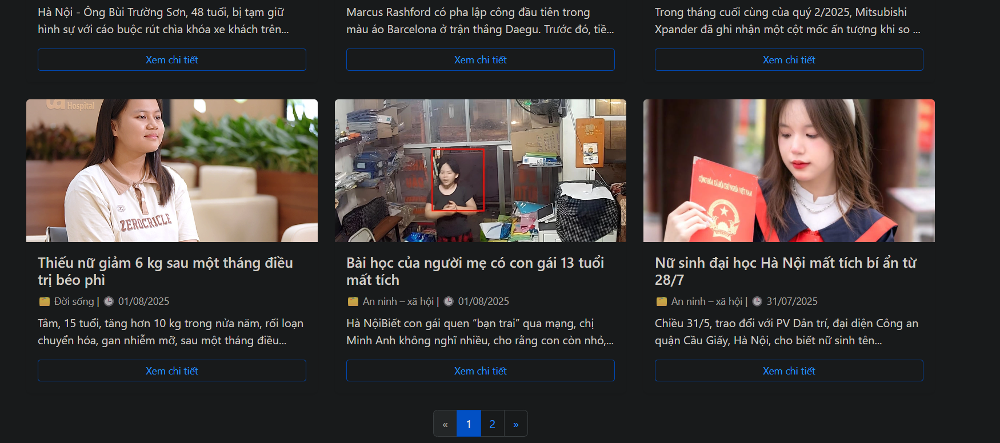 Hà Nội - Ông Bùi Trường Sơn, 48 tuổi, bị tạm giữ
hình sự với cáo buộc rút chìa khóa xe khách trên...
Xem chi tiết
Marcus Rashford có pha lập công đầu tiên trong
màu áo Barcelona ở trận thắng Daegu. Trước đó, tiề...
Xem chi tiết
Trong tháng cuối cùng của quý 2/2025, Mitsubishi
Xpander đã ghi nhận một cột mốc ấn tượng khi so ...
Xem chi tiết
Hospital
ZEROCRICLE
Thiếu nữ giảm 6 kg sau một tháng điều
trị béo phì
Đời sống | 01/08/2025
Tâm, 15 tuổi, tăng hơn 10 kg trong nửa năm, rối loạn
chuyển hóa, gan nhiễm mỡ, sau một tháng điều...
Xem chi tiết
Bài học của người mẹ có con gái 13 tuổi
mất tích
An ninh – xã hội | 01/08/2025
Hà NộiBiết con gái quen “bạn trai” qua mạng, chị
Minh Anh không nghĩ nhiều, cho rằng con còn nhỏ,...
Xem chi tiết
CỘNG HÒA XÃ HỘI CHỦ NGHĨA VIỆT NAM
Nữ sinh đại học Hà Nội mất tích bí ẩn từ
28/7
An ninh – xã hội | 31/07/2025
Chiều 31/5, trao đổi với PV Dân trí, đại diện Công an
quận Cầu Giấy, Hà Nội, cho biết nữ sinh tên...
Xem chi tiết
« 1 2 »